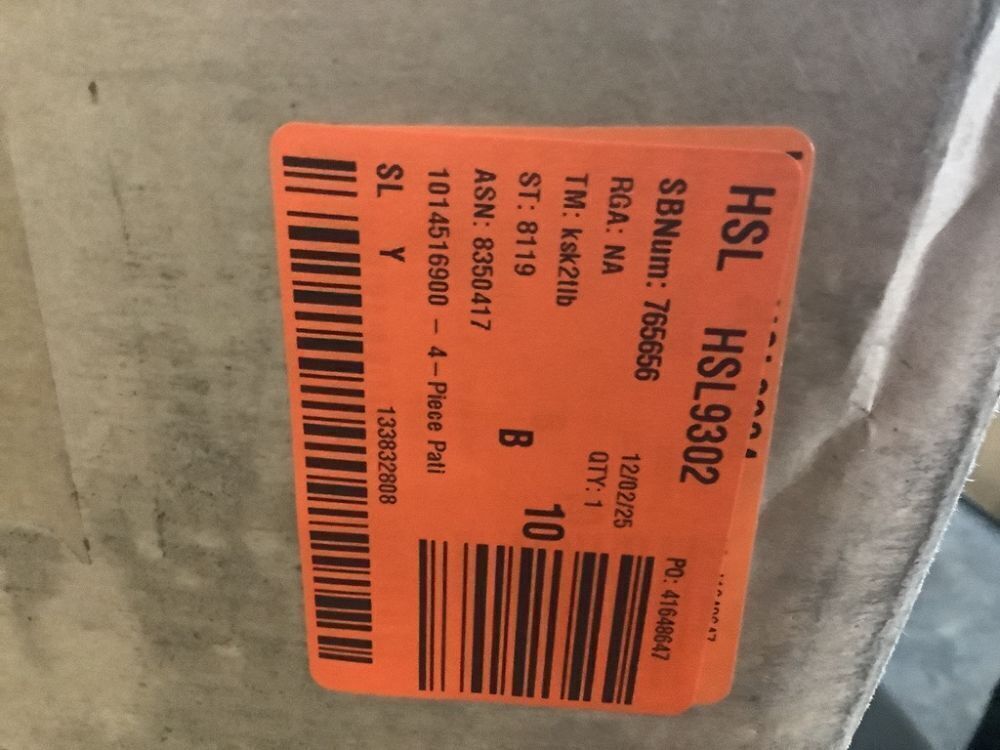 HSL HSL9302
SBNum: 765656 PO: 41648647
RGA: NA 12/02/25
TM: ksk2tlb QTY: 1
ST: 8119 B 10
ASN: 8350417
1014516900 - 4-Piece Pati
SL Y 133832808